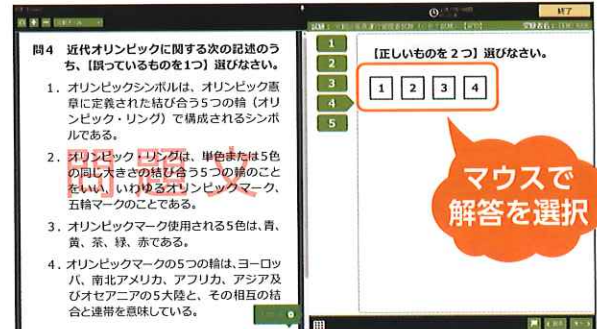 終了
問4 近代オリンピックに関する次の記述のう
ち、【誤っているものを1つ】選びなさい。
1. オリンピックシンボルは、オリンピック憲
章に定義された結び合う5つの輪（オリ
ンピック・リング）で構成されるシンボ
ルである。
2. オリンピック・リングは、単色または5色
の同じ大きさの結び合う5つの輪のこと
をいい、いわゆるオリンピックマーク、
五輪マークのことである。
3. オリンピックマーク使用される5色は、青、
黄、茶、緑、赤である。
4. オリンピックマークの5つの輪は、ヨーロッ
パ、南北アメリカ、アフリカ、アジア及
びオセアニアの5大陸と、その相互の結
合と連帯を意味している。
問題文
1
2
3
4
5
【正しいものを2つ】選びなさい。
1 2 3 4
マウスで
解答を選択